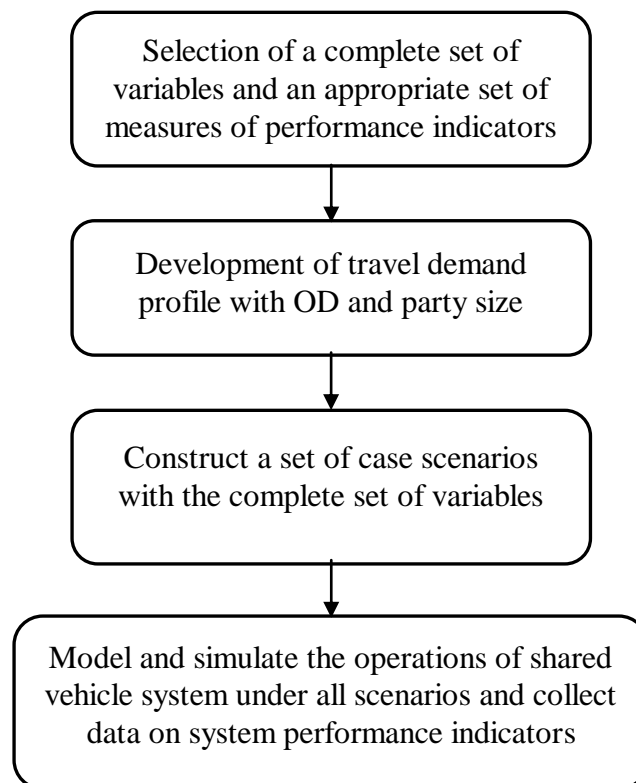 Selection of a complete set of
variables and an appropriate set of
measures of performance indicators
Development of travel demand
profile with OD and party size
Construct a set of case scenarios
with the complete set of variables
Model and simulate the operations of shared
vehicle system under all scenarios and collect
data on system performance indicators